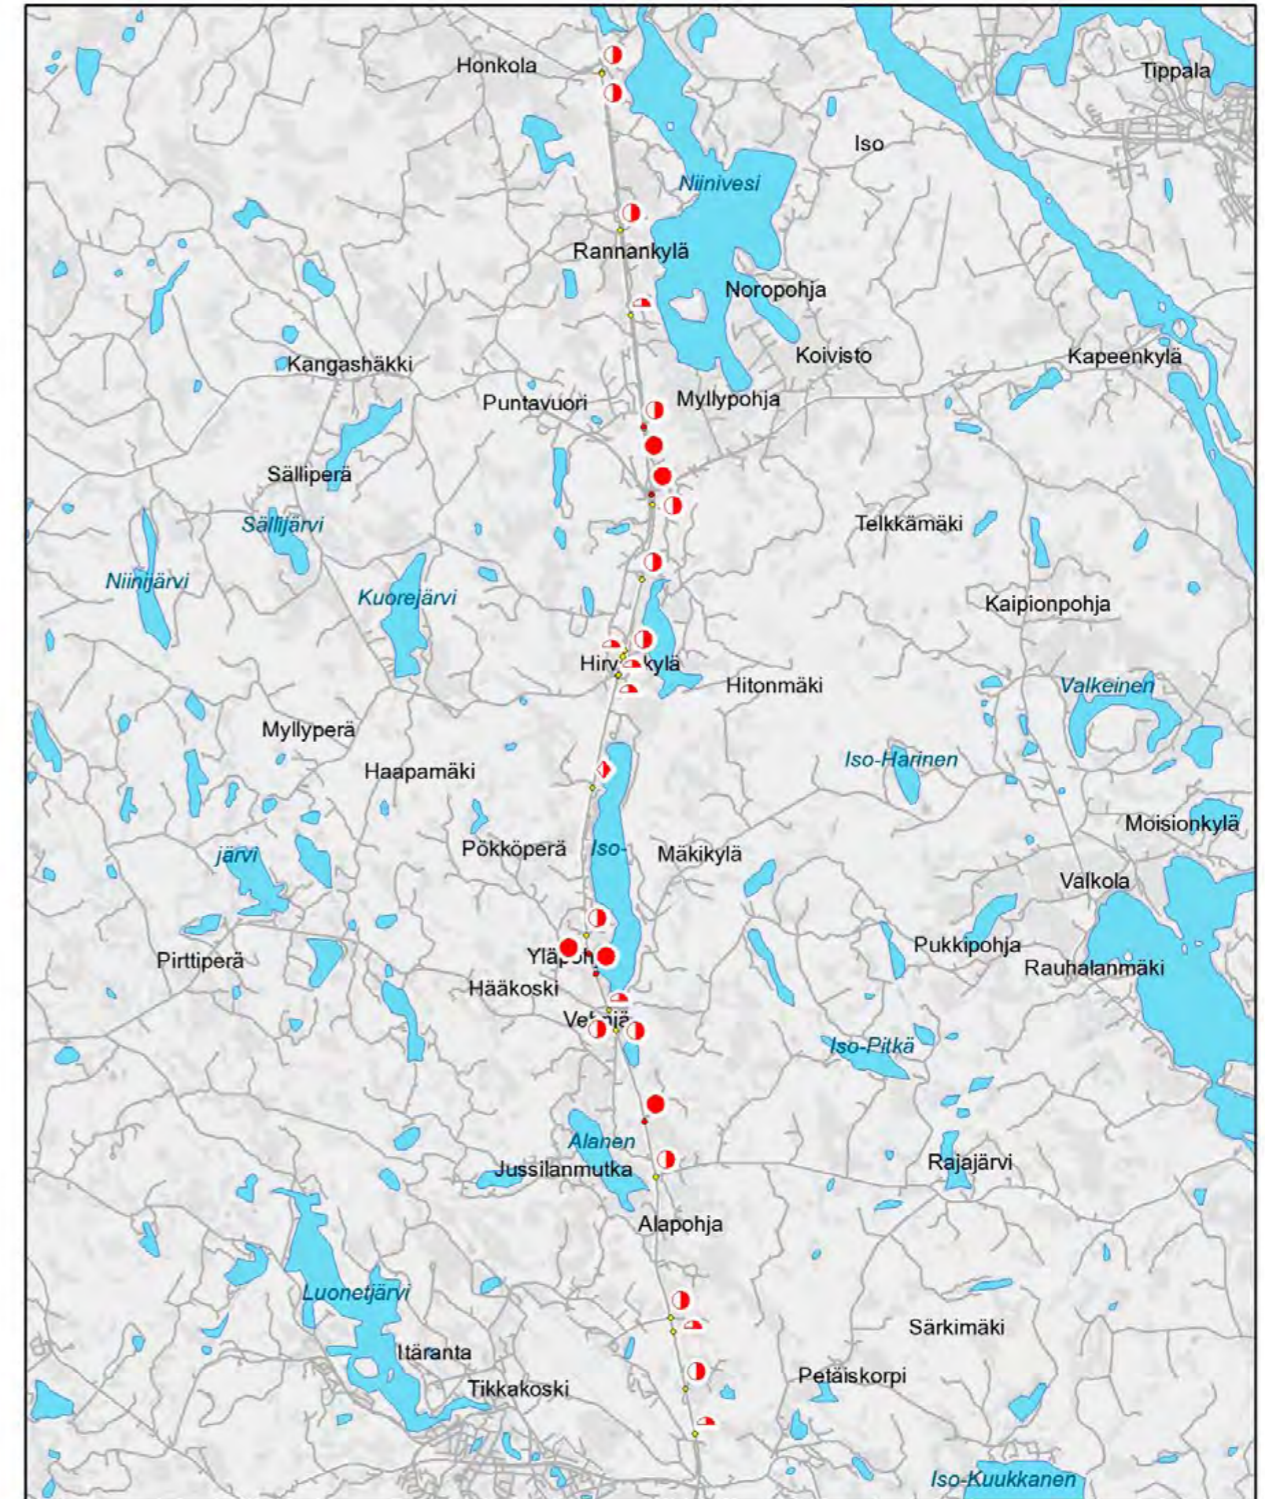 Honkola
Tippala
Iso
Niinivesi
Rannankylä
Noropohja
Koivisto
Kapeenkylä
Kangashäkki
Puntavuori
Myllypohja
Sälliperä
Sällijärvi
Telkkämäki
Niinijärvi
Kuorejärvi
Kaipionpohja
Hitonmäki
Valkeinen
Myllyperä
Haapamäki
Iso-Harinen
Moisionkylä
Pökköperä
Iso-
Mäkikylä
järvi
Valkola
Pukkipohja
Pirttiperä
Rauhalanmäki
Hääkoski
Iso-Pitkä
Alanen
Jussilanmutka
Rajajärvi
Alapohja
Luonetjärvi
Särkimäki
Itäranta
Petäiskorpi
Tikkakoski
Iso-Kuukkanen